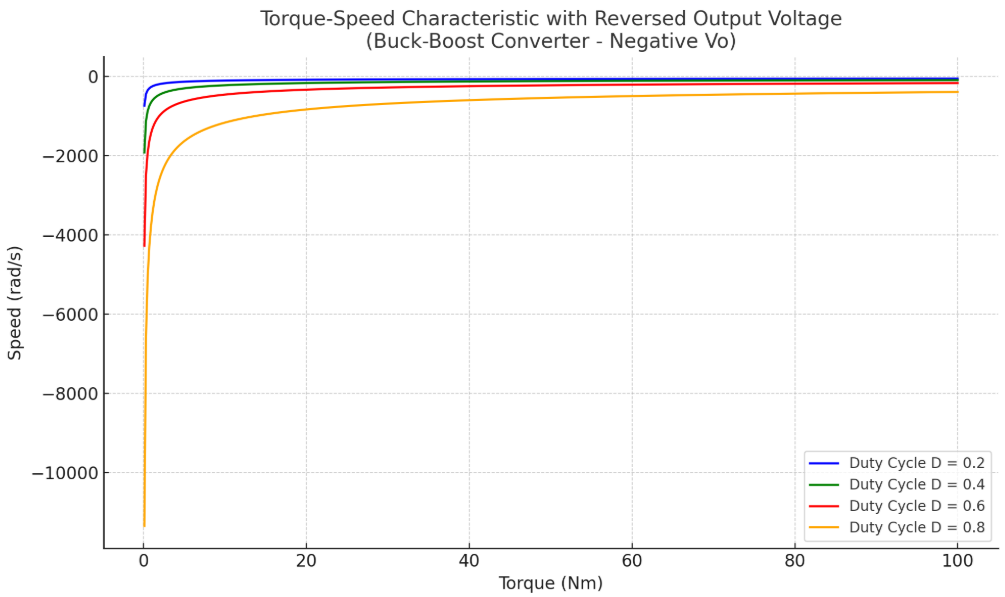 Torque-Speed Characteristic with Reversed Output Voltage
(Buck-Boost Converter - Negative Vo)
0
−2000
−4000
−6000
−8000
−10000
Speed (rad/s)
0 20 40 60 80 100
Torque (Nm)
Duty Cycle D = 0.2
Duty Cycle D = 0.4
Duty Cycle D = 0.6
Duty Cycle D = 0.8